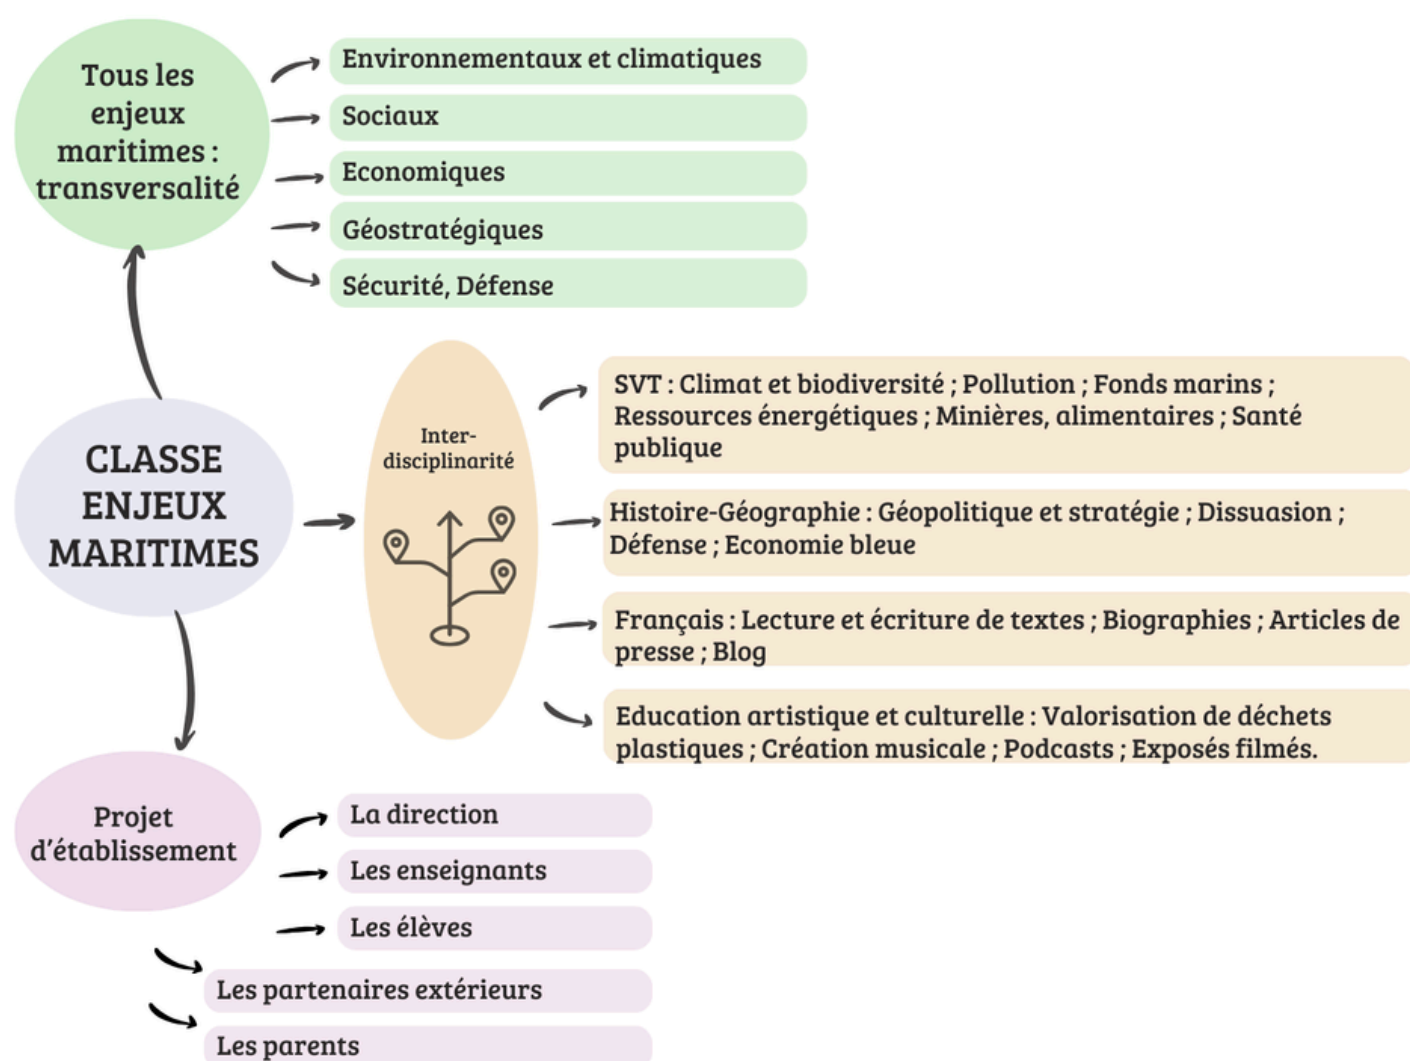 Tous les
enjeux
maritimes :
transversalité
Environnementaux et climatiques
Sociaux
Economiques
Géostratégiques
Sécurité, Défense
CLASSE
ENJEUX
MARITIMES
Inter-
disciplinarité
SVT : Climat et biodiversité ; Pollution ; Fonds marins ;
Ressources énergétiques ; Minières, alimentaires ; Santé
publique
Histoire-Géographie : Géopolitique et stratégie ; Dissuasion ;
Défense ; Economie bleue
Français : Lecture et écriture de textes ; Biographies ; Articles de
presse ; Blog
Education artistique et culturelle : Valorisation de déchets
plastiques ; Création musicale ; Podcasts ; Exposés filmés.
Projet
d’établissement
La direction
Les enseignants
Les élèves
Les partenaires extérieurs
Les parents